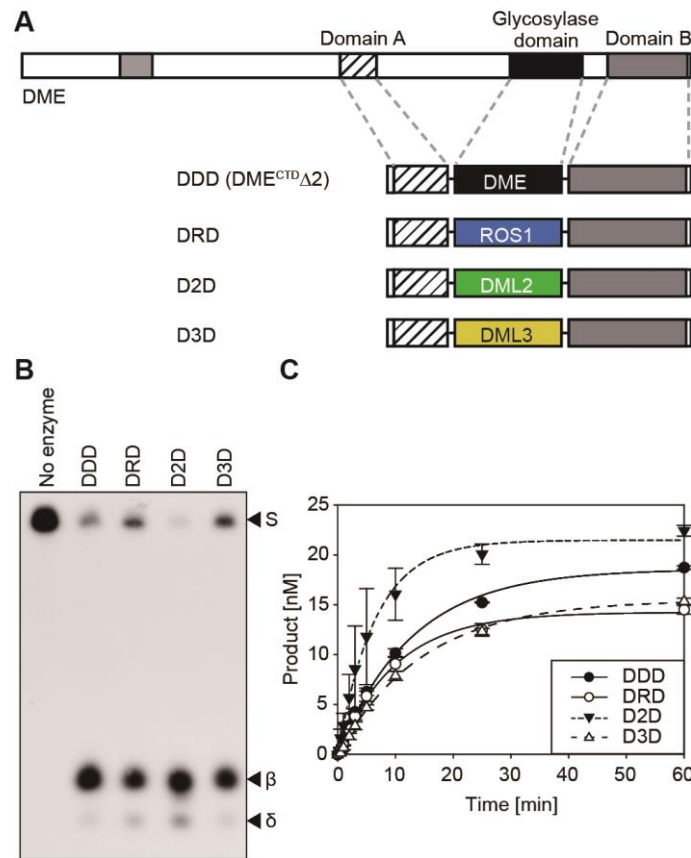 A
Domain A
Glycosylase
domain
Domain B
DME
DDD (DMEᶜᵀᴰΔ2)
DME
DRD
ROS1
D2D
DML2
D3D
DML3
B
No enzyme
DDD
DRD
D2D
D3D
S
β
δ
C
25
20
15
10
5
0
Product [nM]
0
10
20
30
40
50
60
Time [min]
DDD
DRD
D2D
D3D